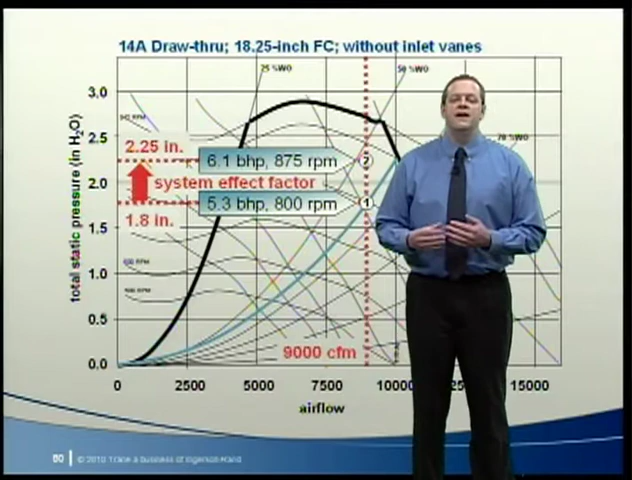 14A Draw-thru; 18.25-inch FC; without inlet vanes
25 %WO
50 %WO
70 %WO
total static pressure (in H2O)
3.0
2.5
2.25 in.
6.1 bhp, 875 rpm
2
2.0
system effect factor
5.3 bhp, 800 rpm
1
1.8 in.
1.5
1.0
0.5
9000 cfm
0.0
0
2500
5000
7500
10000
15000
airflow
60
© 2010 Trane a business of Ingersoll-Rand